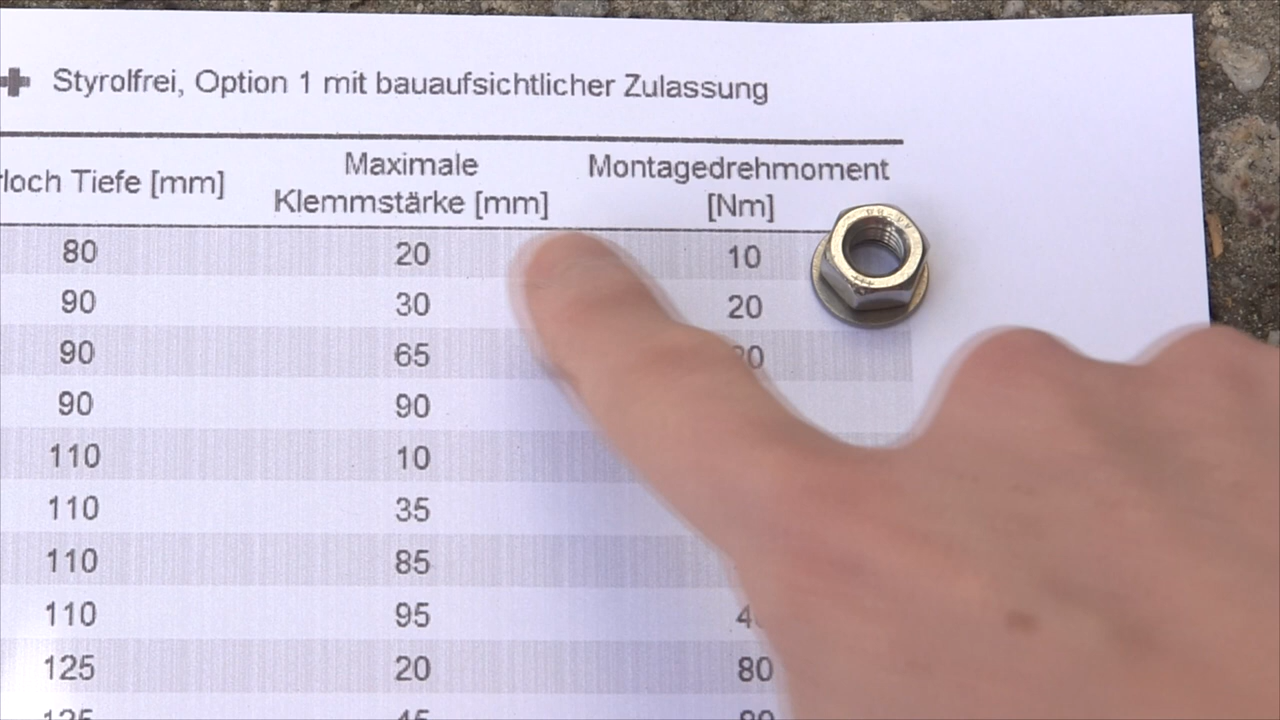 Styrolfrei, Option 1 mit bauaufsichtlicher Zulassung
Maximale
Montagedrehmoment
Tiefe [mm]
Klemmstärke [mm]
[Nm]
80 20 10
90 30 20
90 65
90 90
110 10
110 35
110 85
110 95
125 20 80